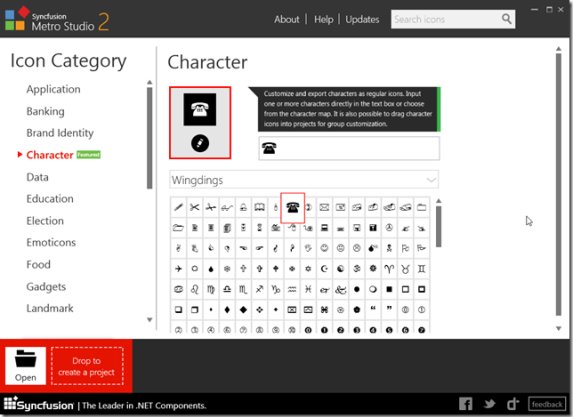 Syncfusion
Metro Studio 2
About | Help | Updates
Search icons
Icon Category
Application
Banking
Brand Identity
Character Featured
Data
Education
Election
Emoticons
Food
Gadgets
Landmark
Character
Customize and export characters as regular icons. Input
one or more characters directly in the text box or choose
from the character map. It is also possible to drag character
icons into projects for group customization.
Wingdings
Open
Drop to
create a project
Syncfusion | The Leader in .NET Components.
feedback